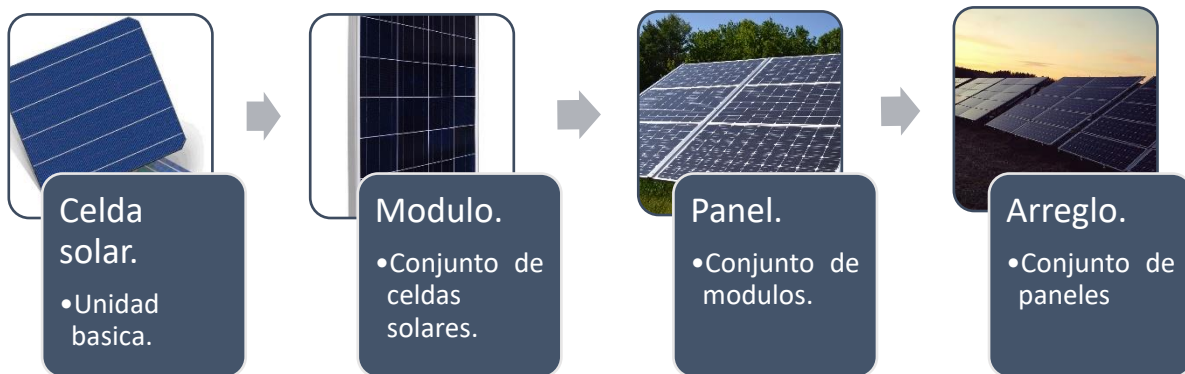 Celda
solar.
•Unidad
basica.
Modulo.
•Conjunto de
celdas
solares.
Panel.
•Conjunto de
modulos.
Arreglo.
•Conjunto de
paneles